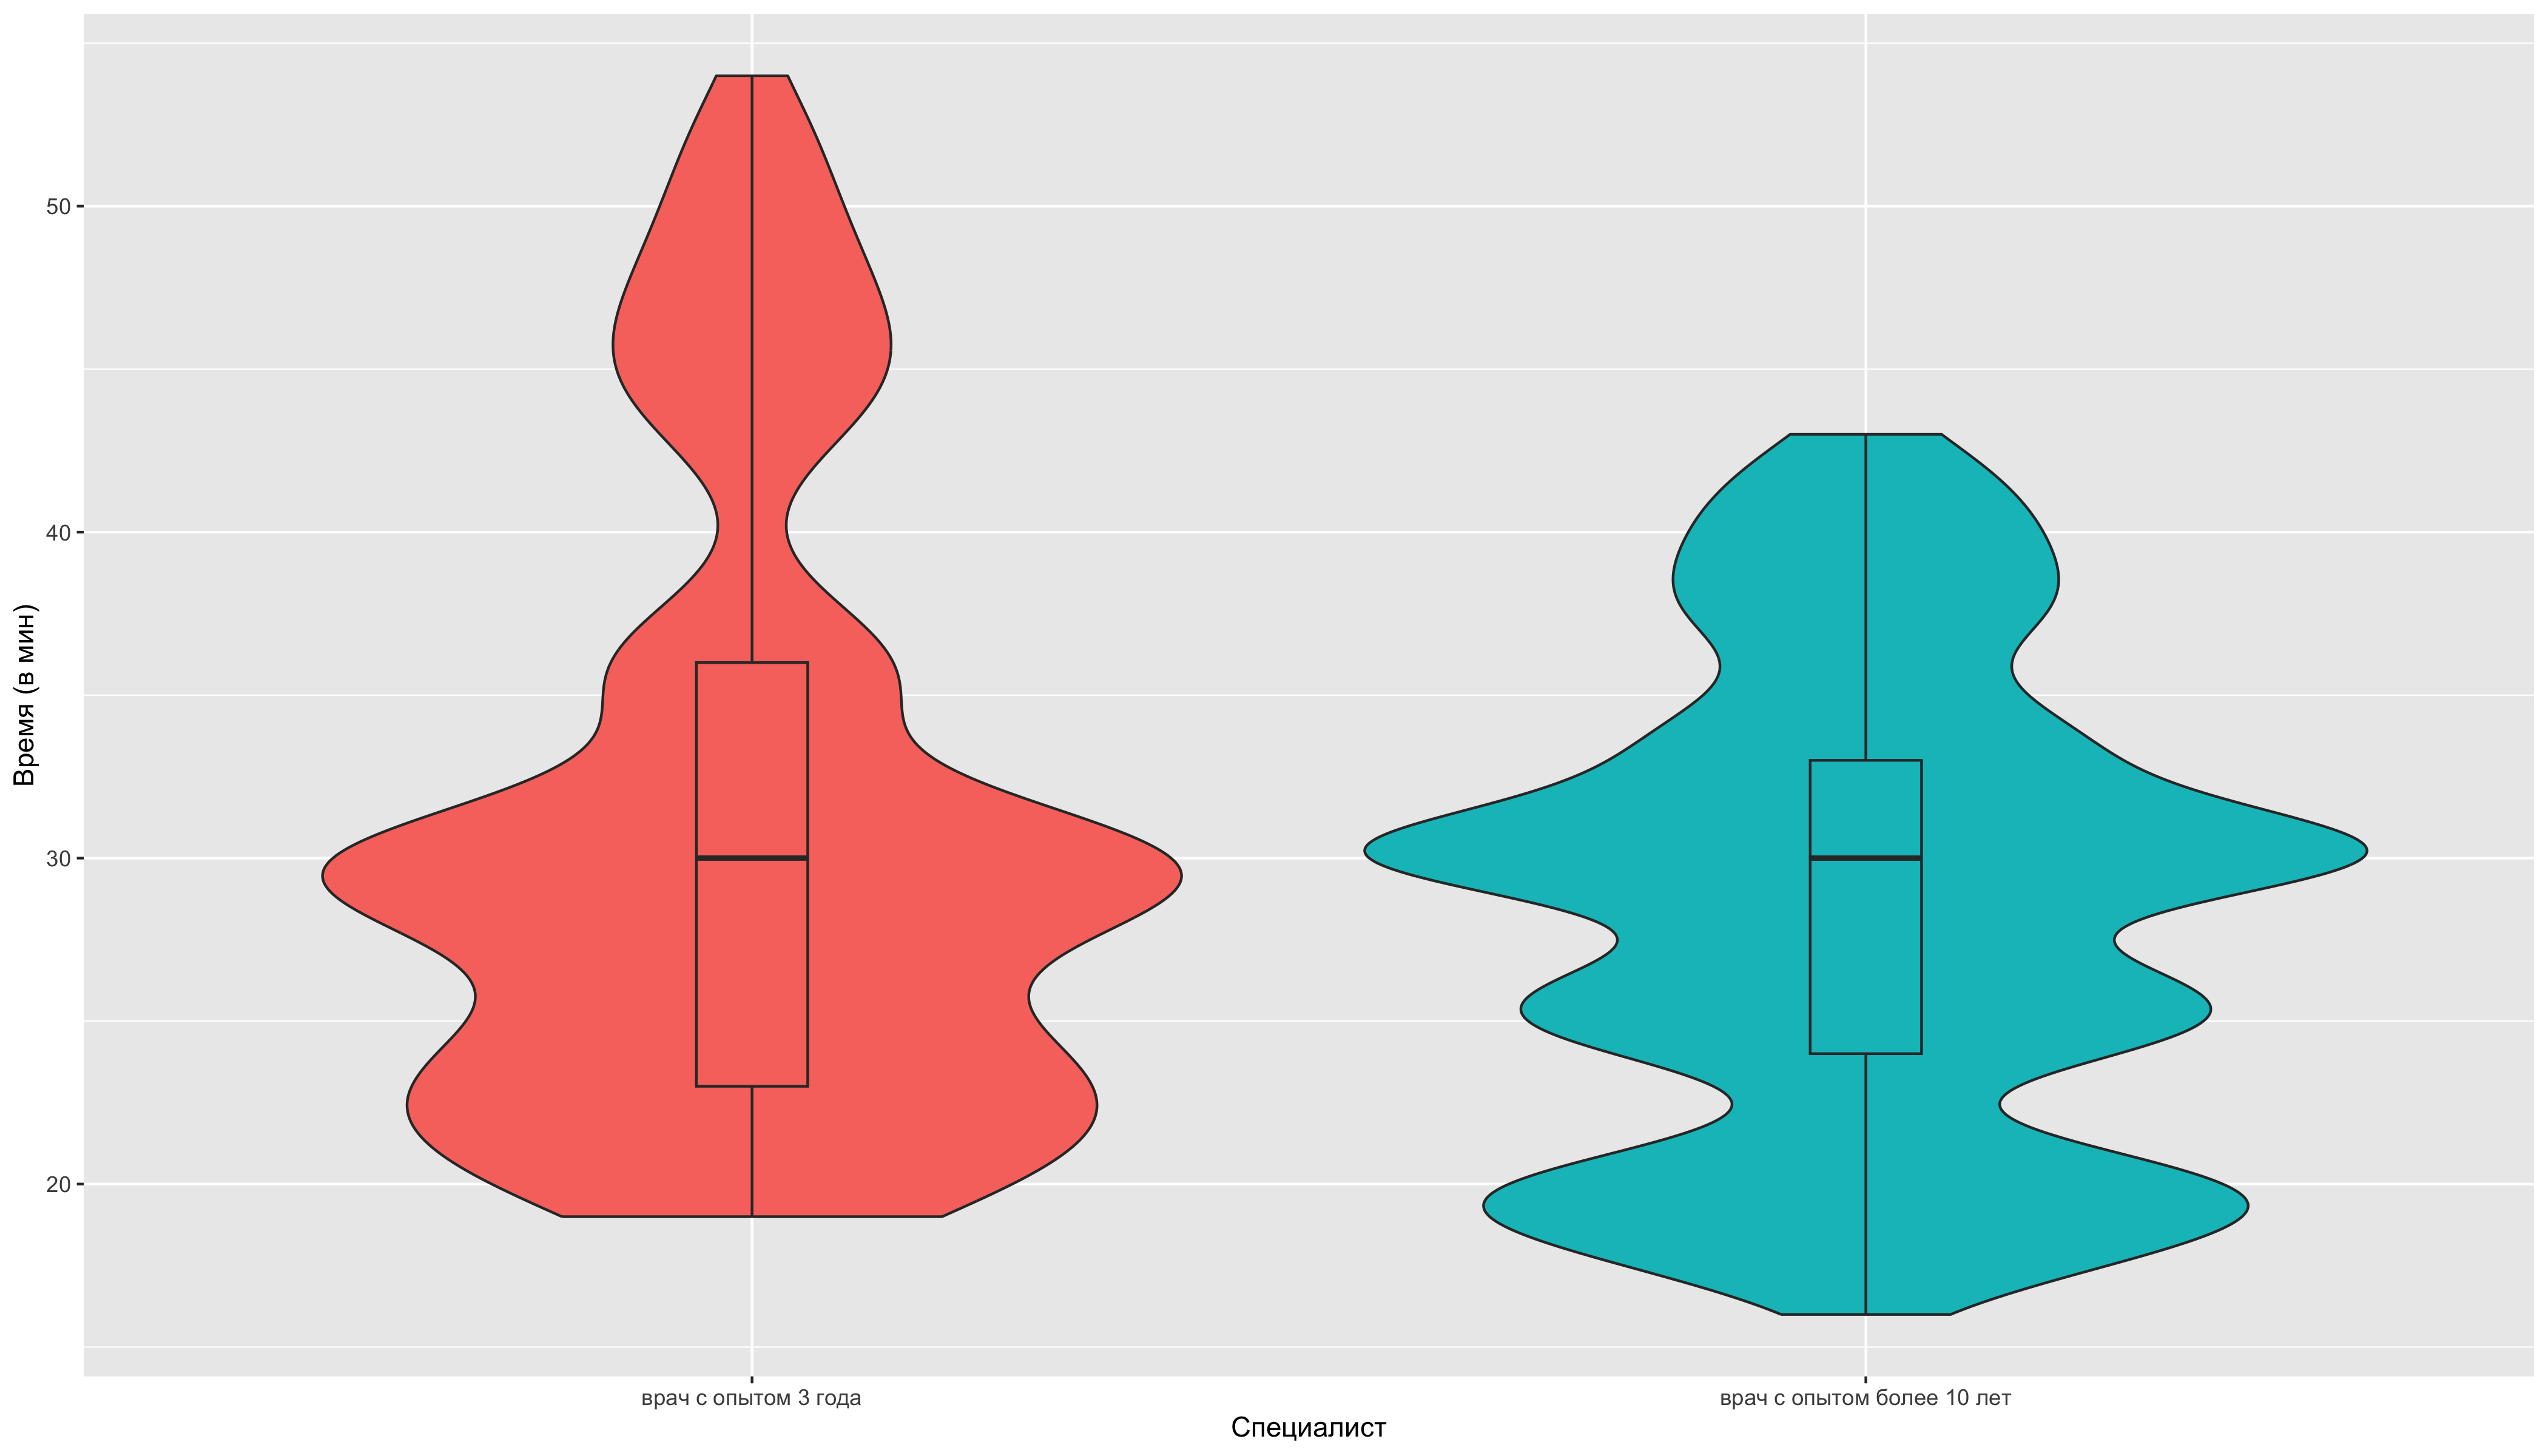 Время (в мин)
50
40
30
20
врач с опытом 3 года
врач с опытом более 10 лет
Специалист